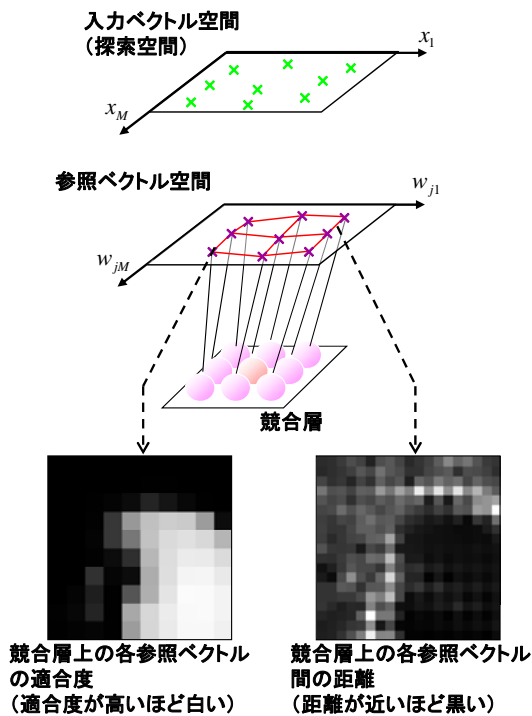 入力ベクトル空間
(探索空間)
x1
xM
参照ベクトル空間
wj1
wjM
競合層
競合層上の各参照ベクトル
の適合度
(適合度が高いほど白い)
競合層上の各参照ベクトル
間の距離
(距離が近いほど黒い)